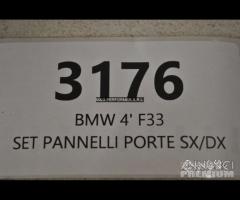 3176
BMW 4' F33
SET PANNELLI PORTE SX/DX
ANNUNCI
PREMIUM